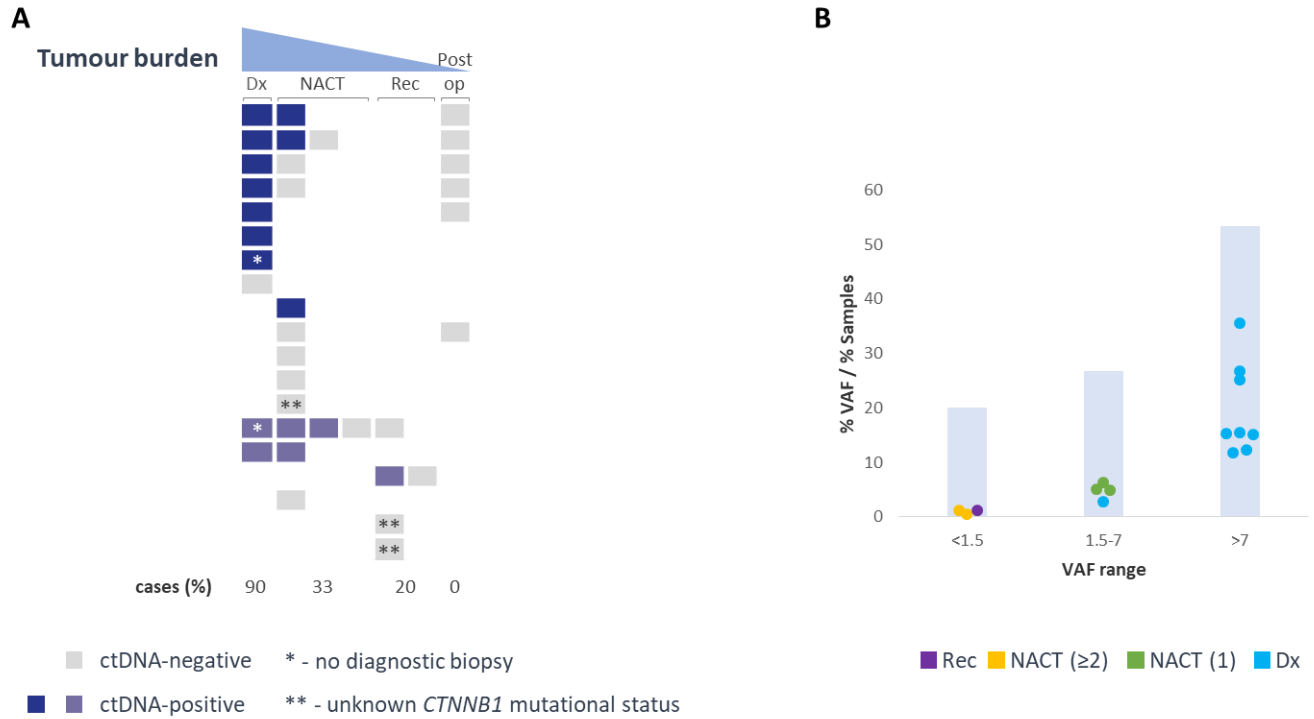 A
Tumour burden
Post
Dx NACT Rec op
*
**
*
**
**
cases (%) 90 33 20 0
ctDNA-negative * - no diagnostic biopsy
ctDNA-positive ** - unknown CTNNB1 mutational status
B
60
50
40
30
20
10
0
% VAF / % Samples
<1.5 1.5-7 >7
VAF range
Rec NACT (≥2) NACT (1) Dx